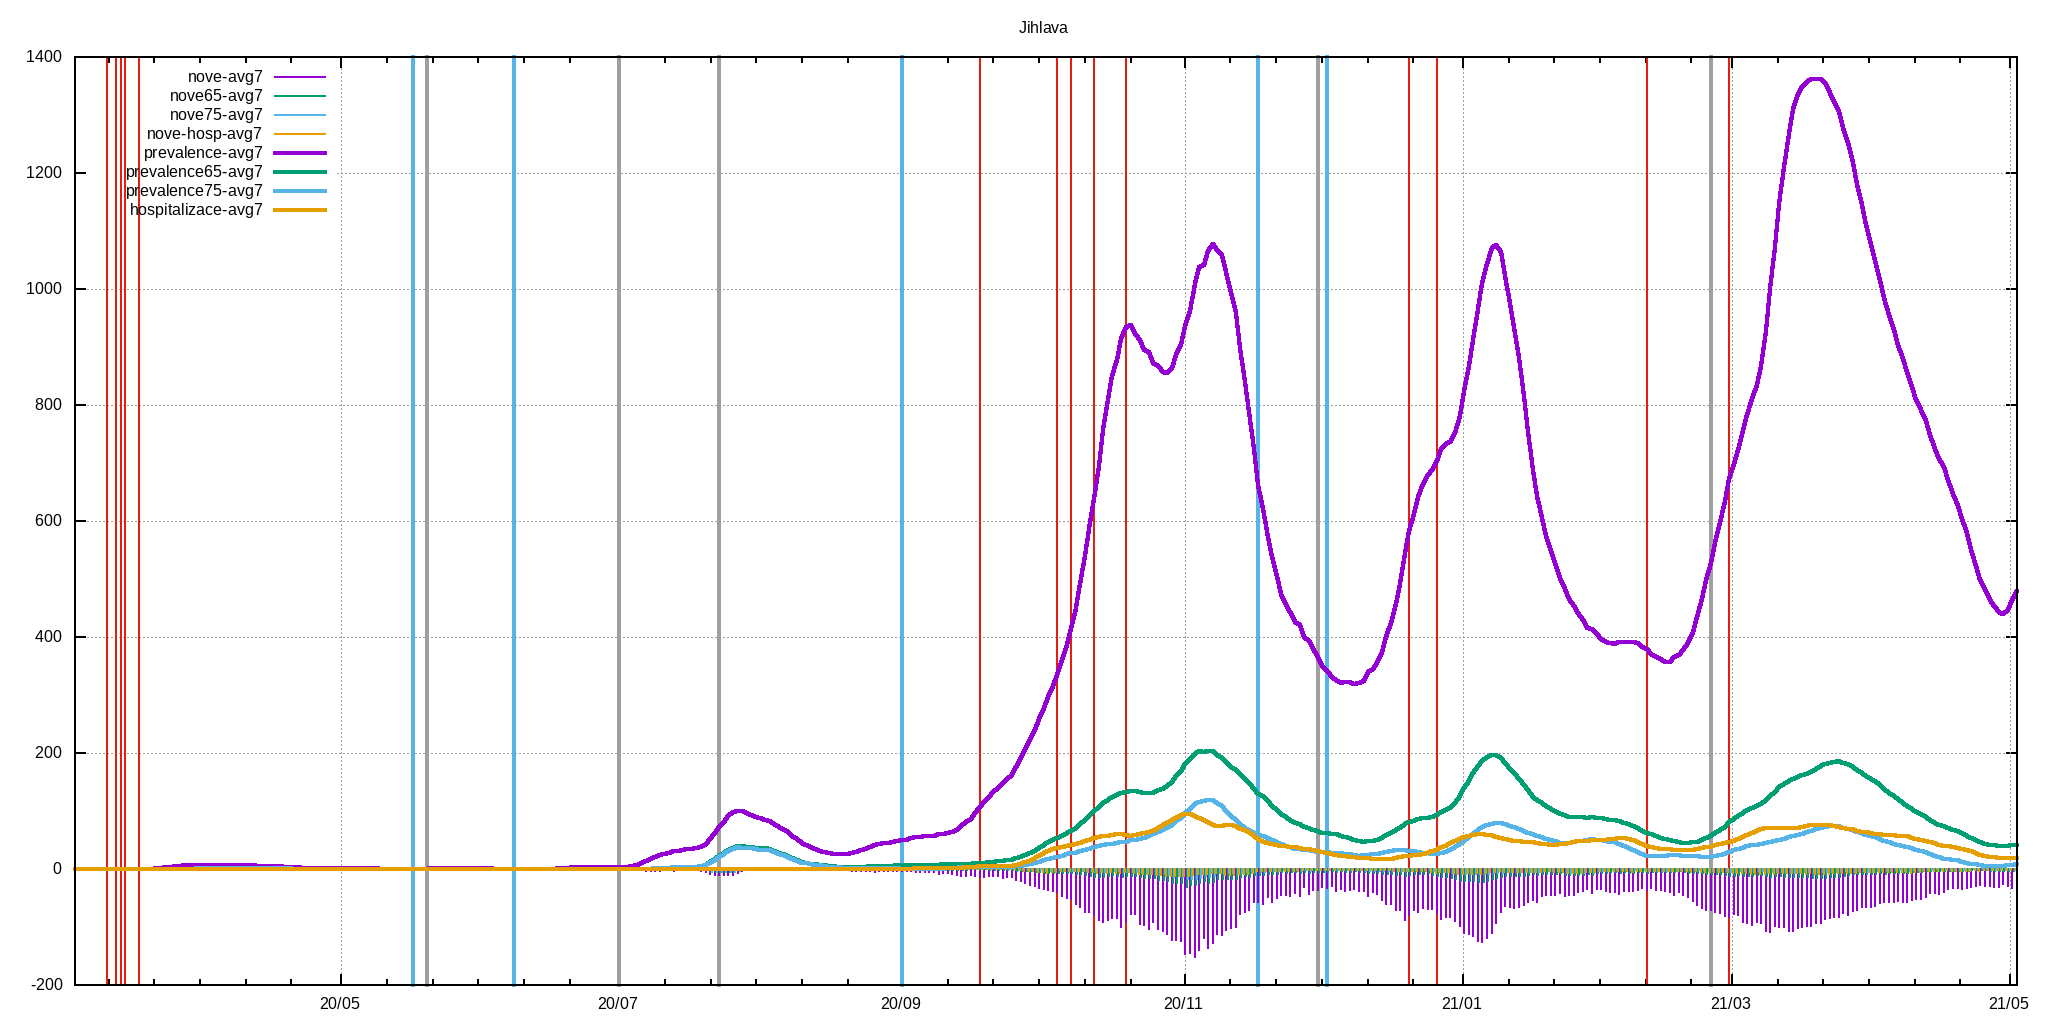 Jihlava
1400
1200
1000
800
600
400
200
0
-200
nove-avg7
nove65-avg7
nove75-avg7
nove-hosp-avg7
prevalence-avg7
prevalence65-avg7
prevalence75-avg7
hospitalizace-avg7
20/05
20/07
20/09
20/11
21/01
21/03
21/05